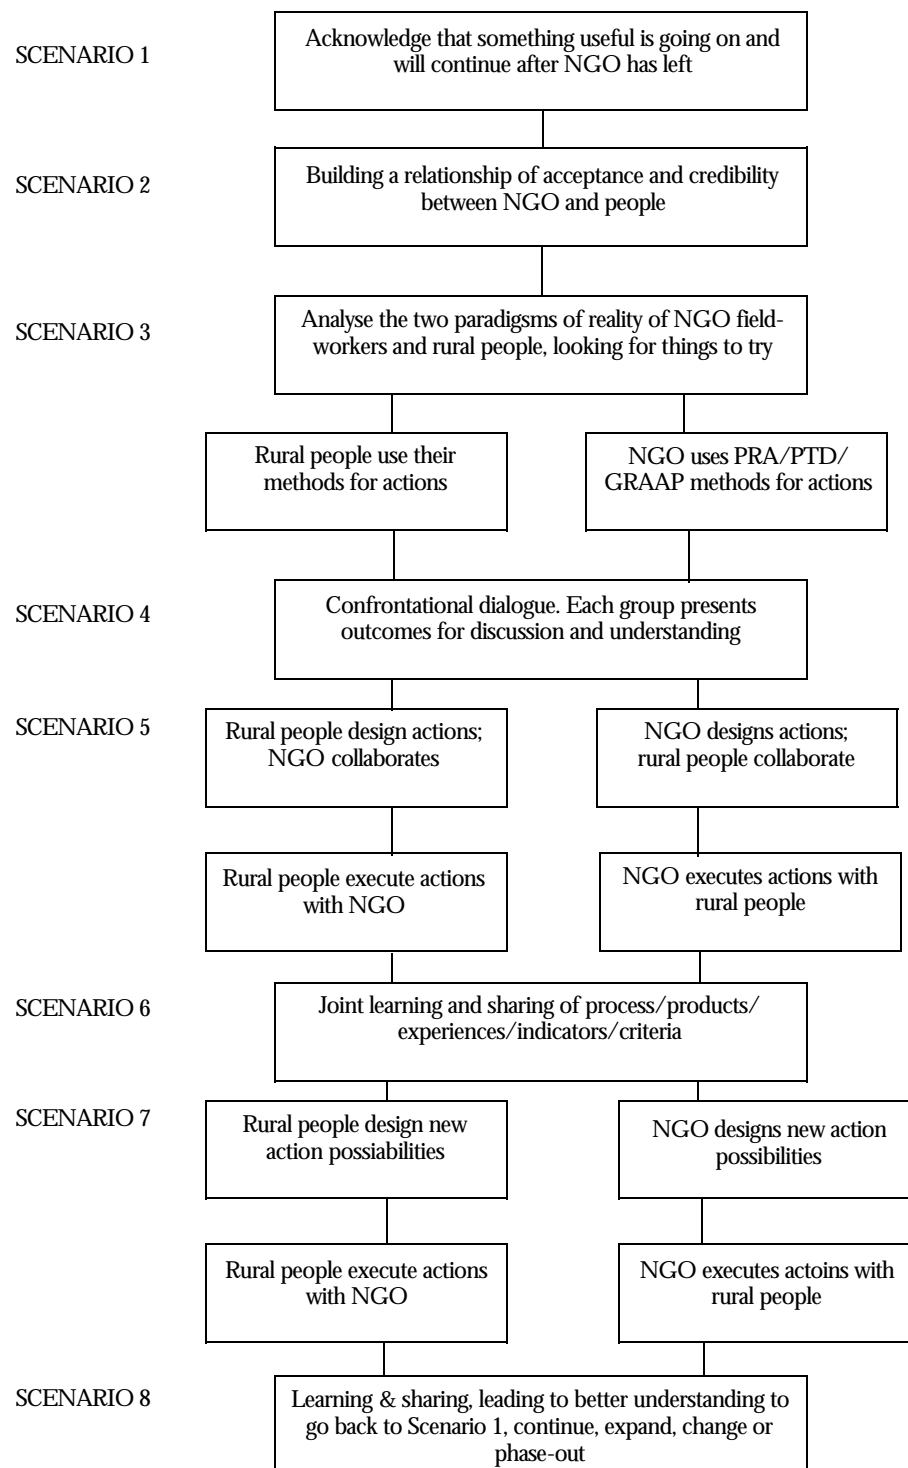 SCENARIO 1
Acknowledge that something useful is going on and
will continue after NGO has left
SCENARIO 2
Building a relationship of acceptance and credibility
between NGO and people
SCENARIO 3
Analyse the two paradigsms of reality of NGO field-
workers and rural people, looking for things to try
Rural people use their
methods for actions
NGO uses PRA/PTD/
GRAAP methods for actions
SCENARIO 4
Confrontational dialogue. Each group presents
outcomes for discussion and understanding
SCENARIO 5
Rural people design actions;
NGO collaborates
NGO designs actions;
rural people collaborate
Rural people execute actions
with NGO
NGO executes actions with
rural people
SCENARIO 6
Joint learning and sharing of process/products/
experiences/indicators/criteria
SCENARIO 7
Rural people design new
action possiabilities
NGO designs new action
possibilities
Rural people execute actions
with NGO
NGO executes actoins with
rural people
SCENARIO 8
Learning & sharing, leading to better understanding to
go back to Scenario 1, continue, expand, change or
phase-out